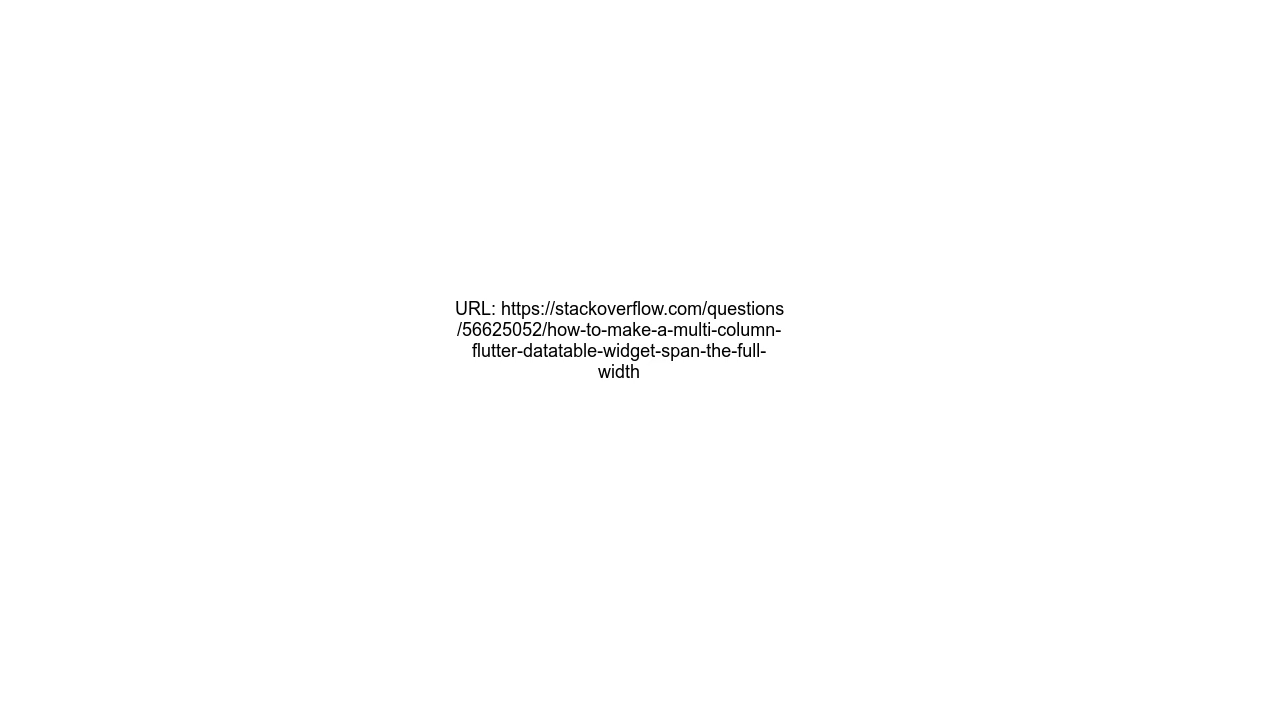 URL: https://stackoverflow.com/questions
/56625052/how-to-make-a-multi-column-
flutter-datatable-widget-span-the-full-
width